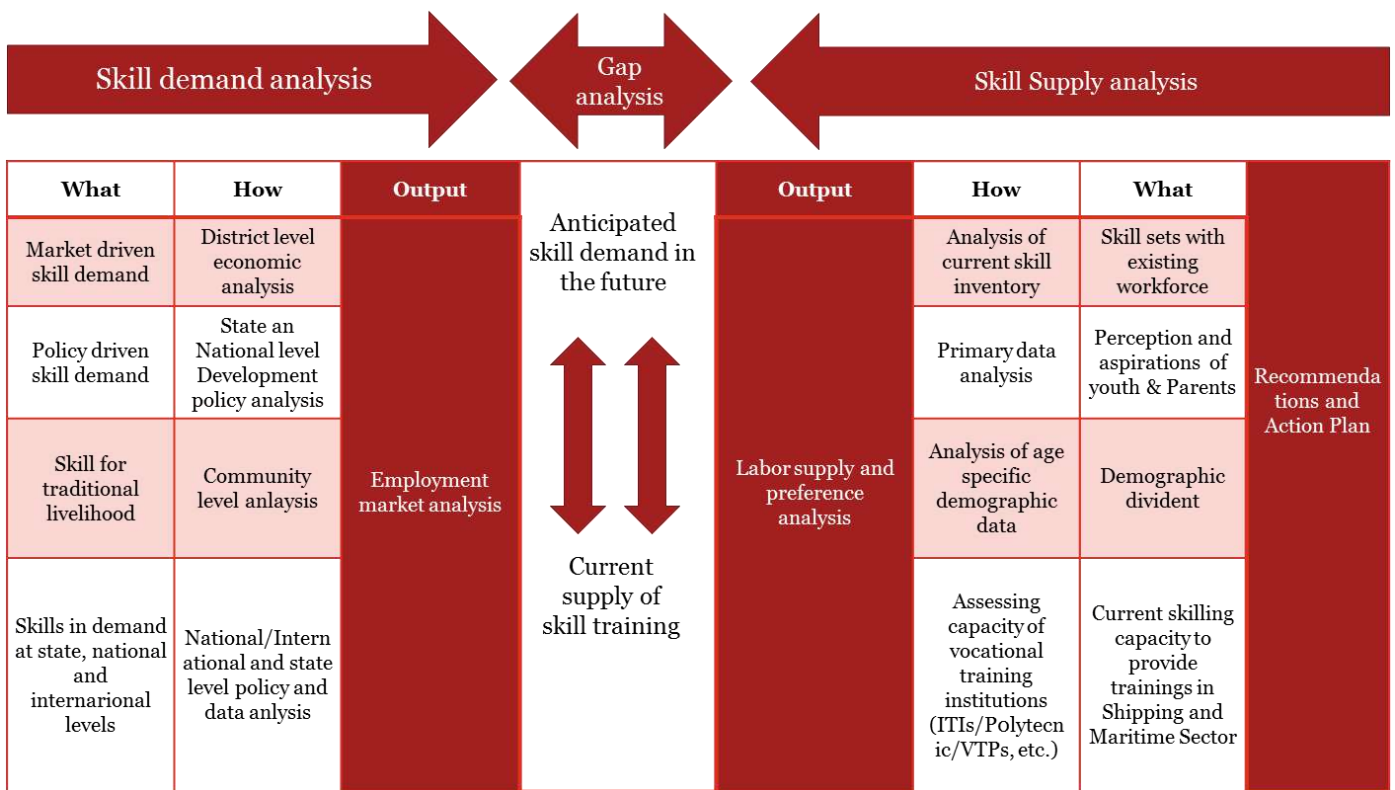 Skill demand analysis
Gap
analysis
Skill Supply analysis
What
How
Output
Output
How
What
Market driven
skill demand
District level
economic
analysis
Policy driven
skill demand
State an
National level
Development
policy analysis
Skill for
traditional
livelihood
Community
level anlaysis
Skills in demand
at state, national
and
internarional
levels
National/Intern
ational and state
level policy and
data anlysis
Employment
market analysis
Anticipated
skill demand in
the future
Current
supply of
skill training
Labor supply and
preference
analysis
Analysis of
current skill
inventory
Skill sets with
existing
workforce
Primary data
analysis
Perception and
aspirations of
youth & Parents
Analysis of age
specific
demographic
data
Demographic
divident
Assessing
capacity of
vocational
training
institutions
(ITIs/Polytecn
ic/VTPs, etc.)
Current skilling
capacity to
provide
trainings in
Shipping and
Maritime Sector
Recommenda
tions and
Action Plan